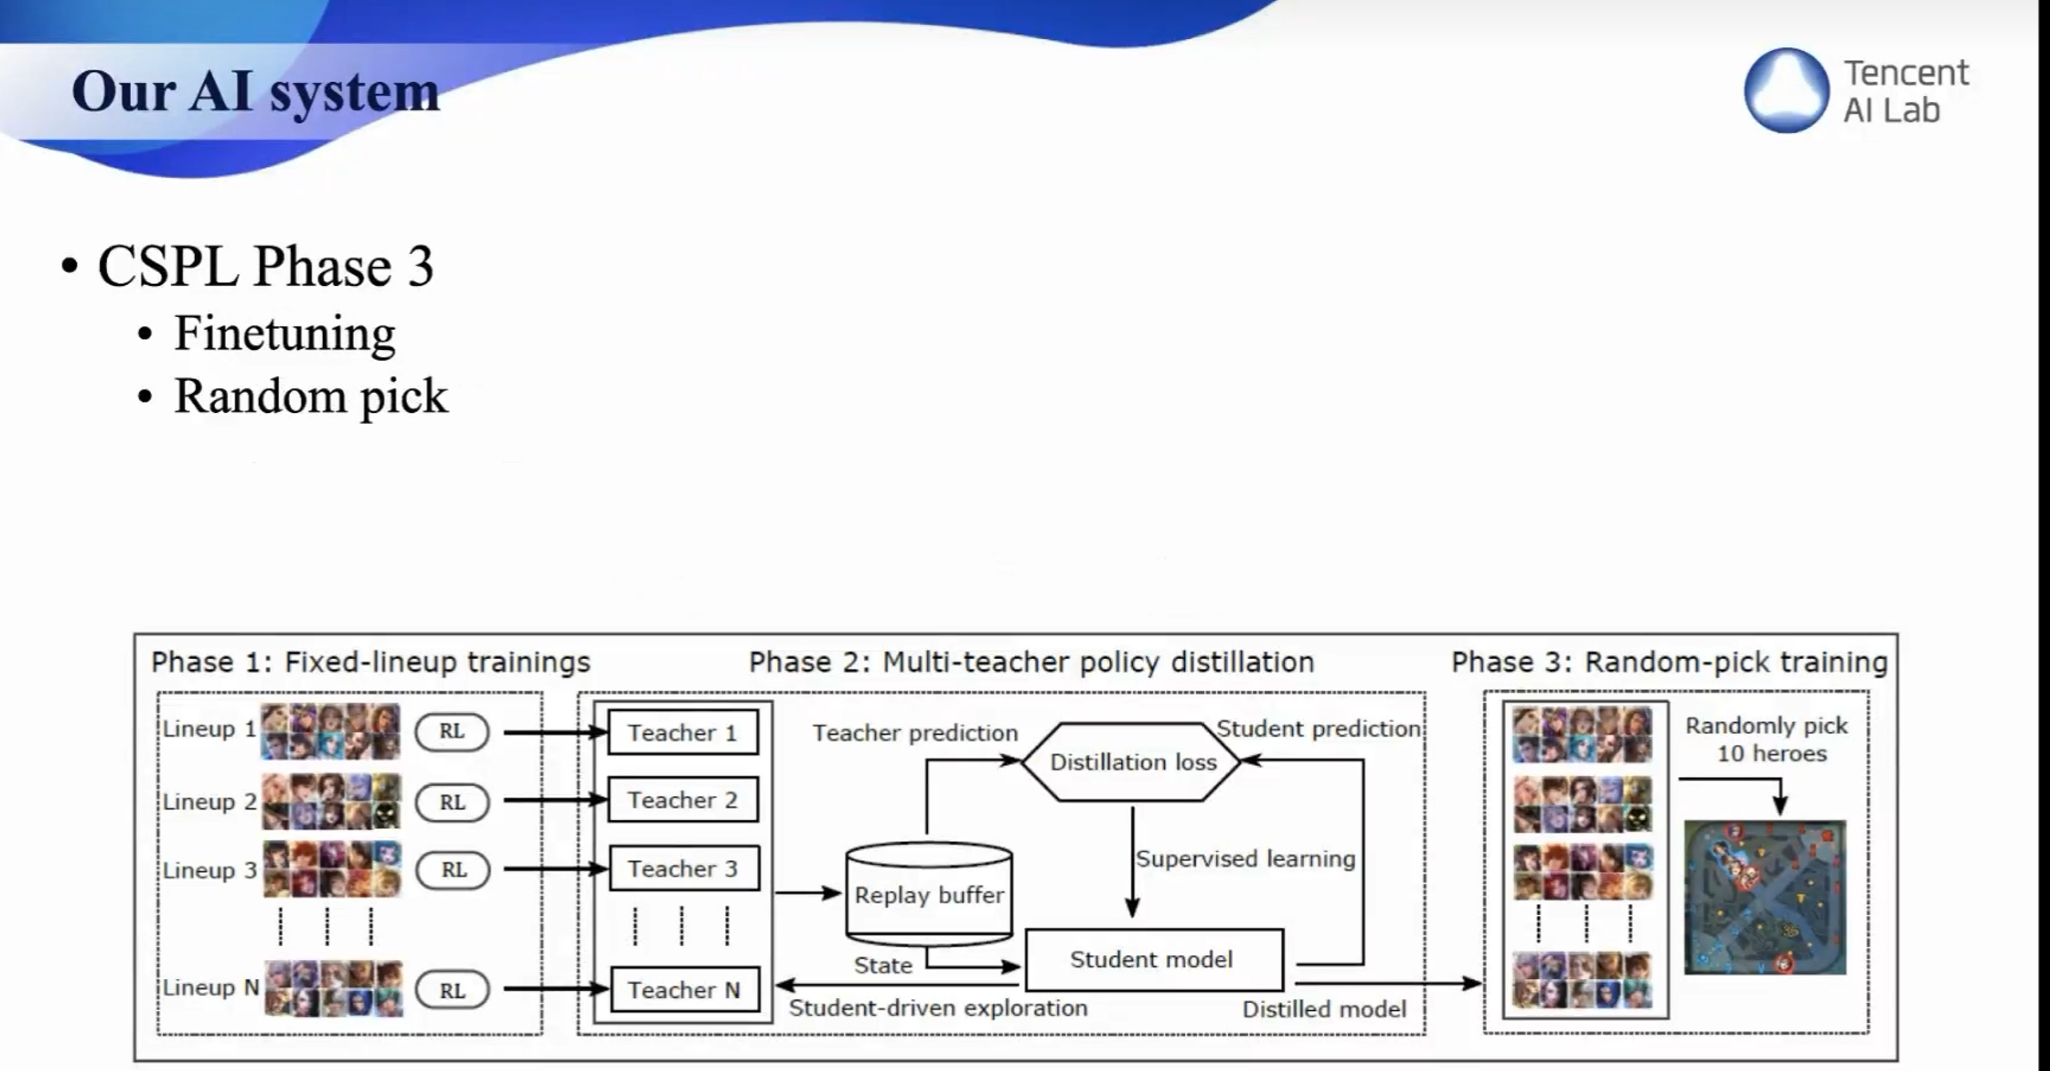 Our AI system
Tencent
AI Lab
• CSPL Phase 3
• Finetuning
• Random pick
Phase 1: Fixed-lineup trainings
Lineup 1
RL
Lineup 2
RL
Lineup 3
RL
Lineup N
RL
Phase 2: Multi-teacher policy distillation
Teacher 1
Teacher 2
Teacher 3
Teacher N
Teacher prediction
Distillation loss
Student prediction
Supervised learning
Replay buffer
State
Student model
Student-driven exploration
Distilled model
Phase 3: Random-pick training
Randomly pick
10 heroes